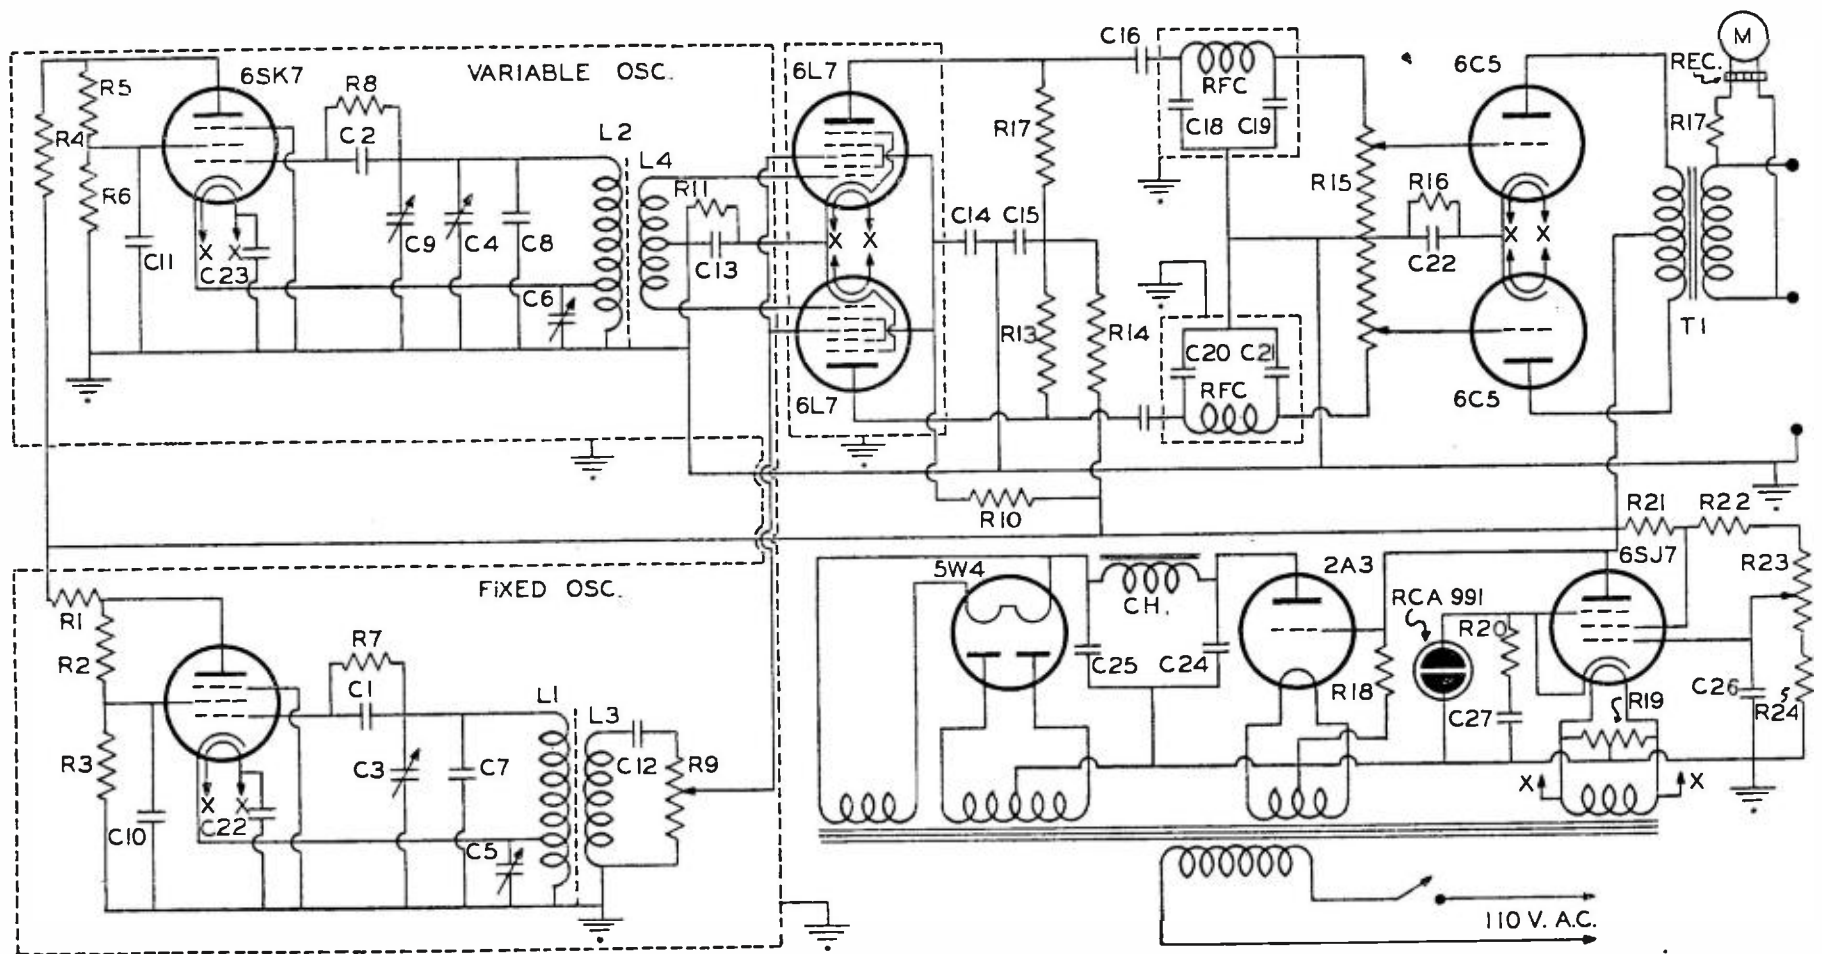 VARIABLE OSC.
6SK7
R5
R4
R6
C11
C23
X X
R8
C2
C9
C4
C8
C6
L2
L4
R11
C13
6L7
X X
6L7
C14
C15
R17
R13
R14
R10
C16
RFC
C18
C19
C20
C21
RFC
R15
R16
C22
6C5
X X
6C5
M
REC.
R17
T1
FiXED OSC.
R1
R2
R3
C10
C22
X X
R7
C1
C3
C7
C5
L1
L3
C12
R9
5W4
CH.
C25
C24
2A3
R18
RCA 991
R20
C27
6SJ7
R19
R21
R22
R23
R24
C26
X
X
110 V. A.C.